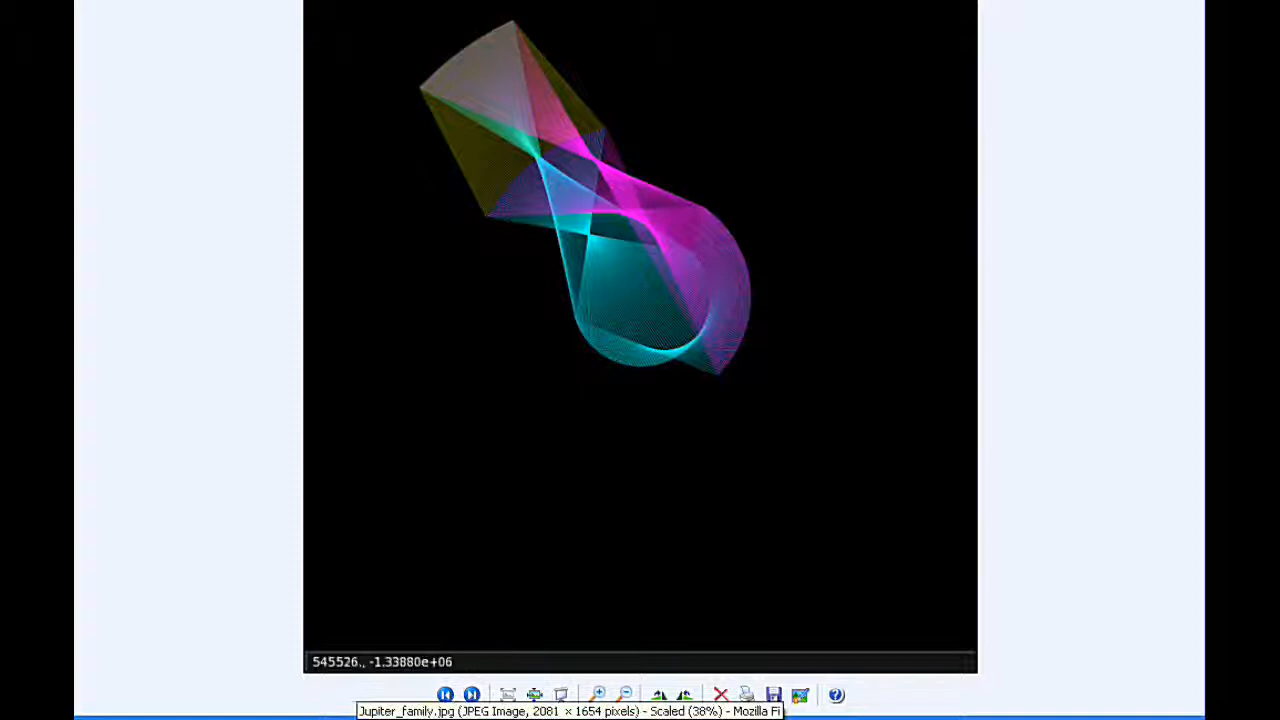 545526., -1.33880e+06
Jupiter_family.jpg (JPEG Image, 2081 × 1654 pixels) - Scaled (38%) - Mozilla Fi